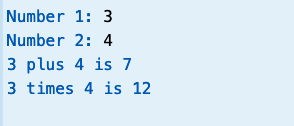 Number 1: 3
Number 2: 4
3 plus 4 is 7
3 times 4 is 12